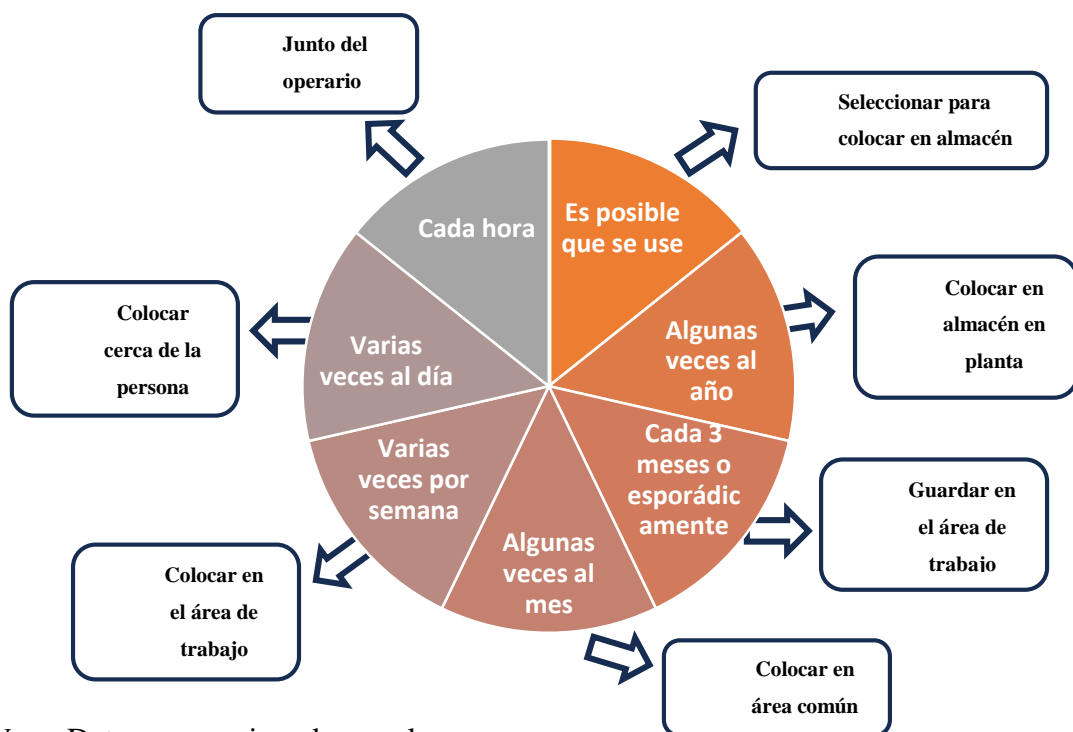 Junto del
operario
Seleccionar para
colocar en almacén
Cada hora
Es posible
que se use
Colocar
cerca de la
persona
Varias
veces al día
Algunas
veces al
año
Colocar en
almacén en
planta
Varias
veces por
semana
Cada 3
meses o
esporádic
amente
Guardar en
el área de
trabajo
Colocar en
el área de
trabajo
Algunas
veces al
mes
Colocar en
área común